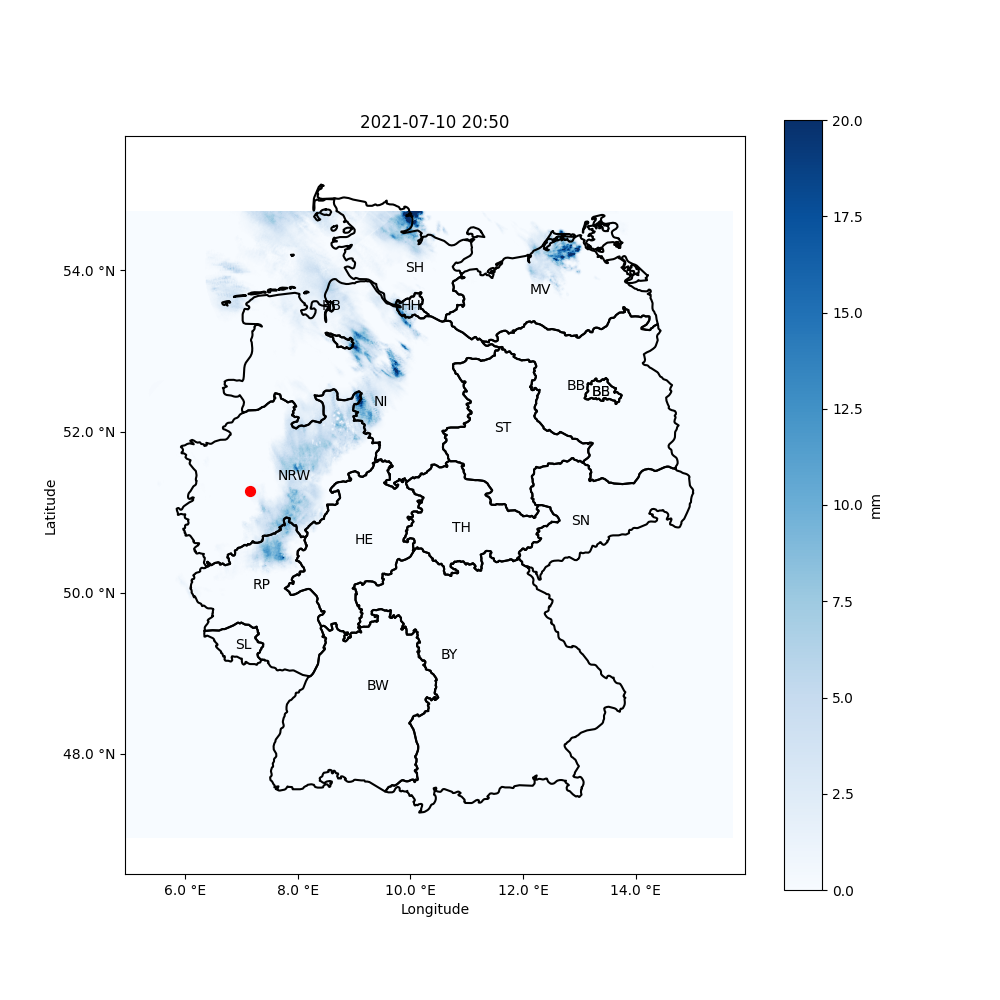 2021-07-10 20:50
20.0
17.5
15.0
12.5
10.0
7.5
5.0
2.5
0.0
mm
54.0 °N
52.0 °N
50.0 °N
48.0 °N
Latitude
SH
MV
HB
HH
BB
BB
NI
ST
NRW
SN
TH
HE
RP
SL
BY
BW
6.0 °E
8.0 °E
10.0 °E
12.0 °E
14.0 °E
Longitude